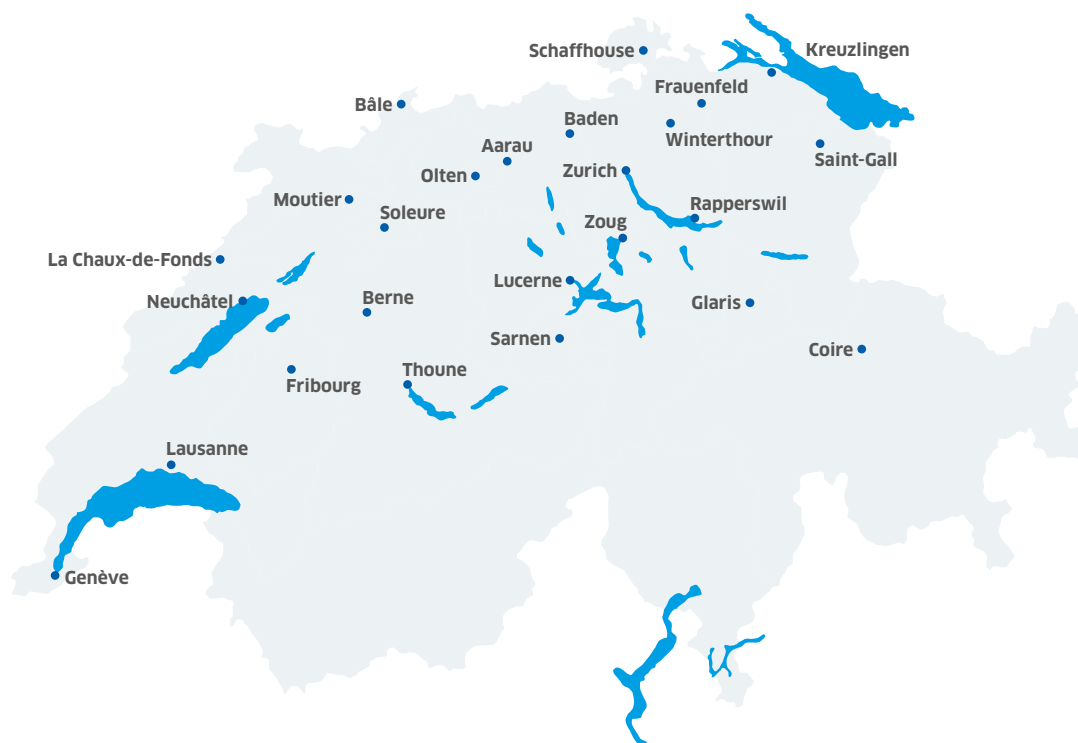 Schaffhouse
Kreuzlingen
Frauenfeld
Bâle
Baden
Winterthour
Aarau
Saint-Gall
Olten
Zurich
Moutier
Rapperswil
Soleure
Zoug
La Chaux-de-Fonds
Lucerne
Neuchâtel
Berne
Glaris
Sarnen
Coire
Thoune
Fribourg
Lausanne
Genève